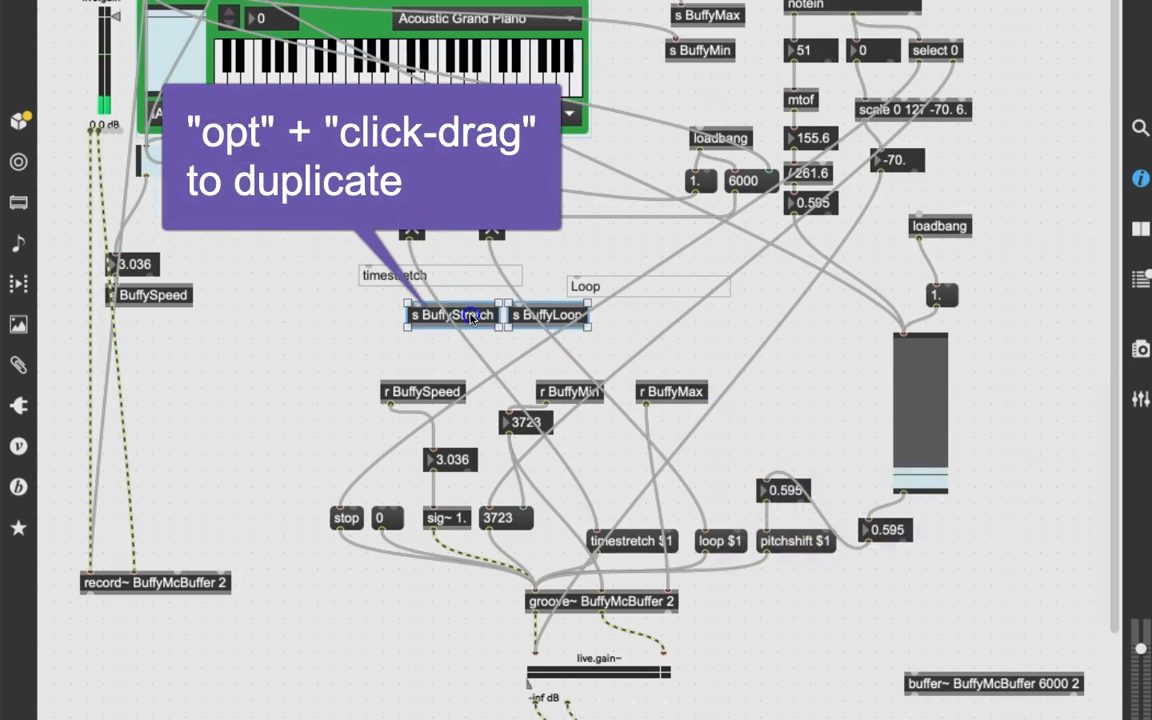 live.gain~
0
Acoustic Grand Piano
s BuffyMax
s BuffyMin
notein
51
0
select 0
mtof
scale 0 127 -70. 6.
"opt" + "click-drag"
to duplicate
0.0 dB
loadbang
155.6
-70.
1.
6000
/ 261.6
0.595
loadbang
3.036
BuffySpeed
timestretch
Loop
1.
s BuffyStretch
s BuffyLoop
r BuffySpeed
r BuffyMin
r BuffyMax
3723
3.036
0.595
stop
0
sig~ 1.
3723
0.595
timestretch $1
loop $1
pitchshift $1
record~ BuffyMcBuffer 2
groove~ BuffyMcBuffer 2
live.gain~
-inf dB
buffer~ BuffyMcBuffer 6000 2